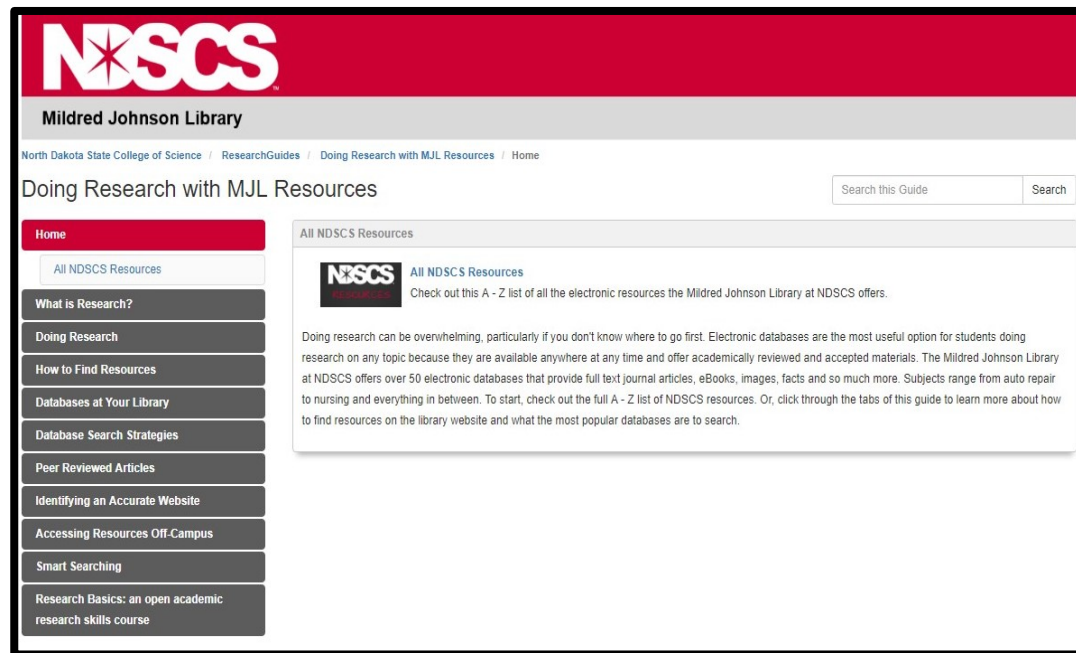 NDSCS
Mildred Johnson Library
North Dakota State College of Science / ResearchGuides / Doing Research with MJL Resources / Home
Doing Research with MJL Resources
Search this Guide
Search
Home
All NDSCS Resources
What is Research?
Doing Research
How to Find Resources
Databases at Your Library
Database Search Strategies
Peer Reviewed Articles
Identifying an Accurate Website
Accessing Resources Off-Campus
Smart Searching
Research Basics: an open academic
research skills course
All NDSCS Resources
NDSCS
RESOURCES
All NDSCS Resources
Check out this A - Z list of all the electronic resources the Mildred Johnson Library at NDSCS offers.
Doing research can be overwhelming, particularly if you don't know where to go first. Electronic databases are the most useful option for students doing
research on any topic because they are available anywhere at any time and offer academically reviewed and accepted materials. The Mildred Johnson Library
at NDSCS offers over 50 electronic databases that provide full text journal articles, eBooks, images, facts and so much more. Subjects range from auto repair
to nursing and everything in between. To start, check out the full A - Z list of NDSCS resources. Or, click through the tabs of this guide to learn more about how
to find resources on the library website and what the most popular databases are to search.